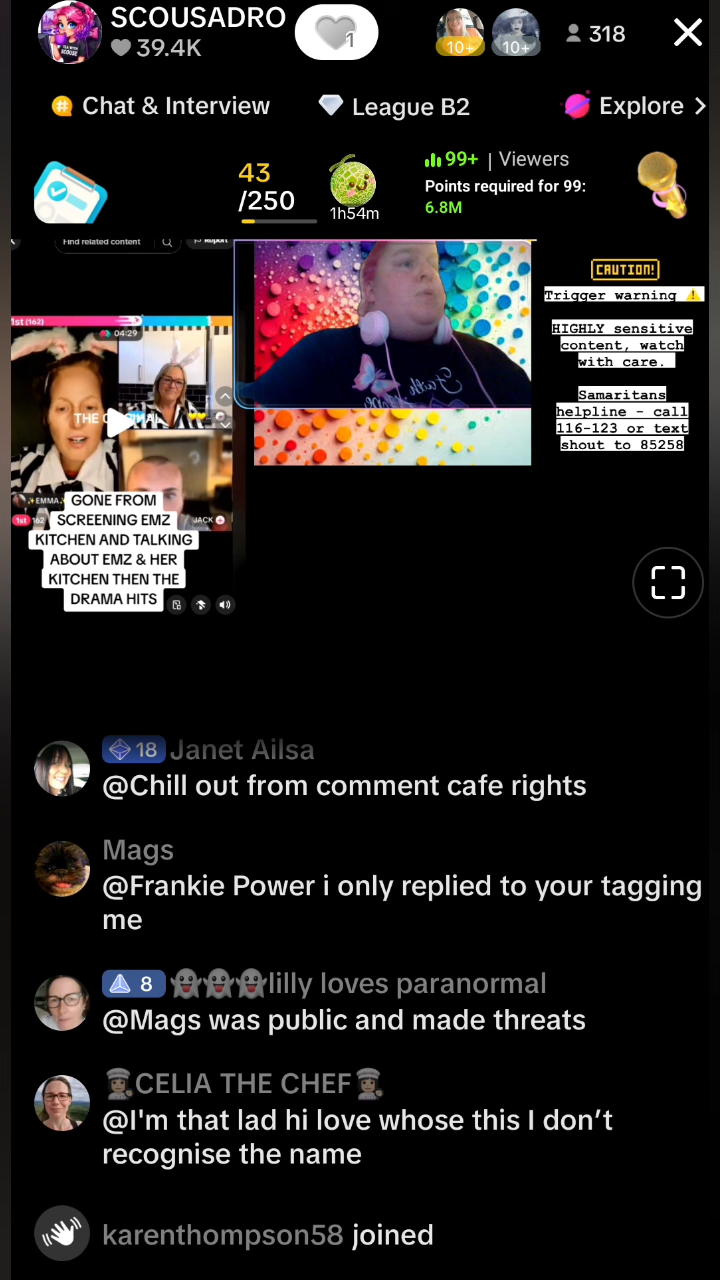 SCOUSADRO
39.4K
1
10+
10+
318
Chat & Interview
League B2
Explore
43
/250
1h54m
99+ | Viewers
Points required for 99:
6.8M
Find related content
Report
1st (162)
04:29
THE
✨EMMA
1st 162
JACK
GONE FROM
SCREENING EMZ
KITCHEN AND TALKING
ABOUT EMZ & HER
KITCHEN THEN THE
DRAMA HITS
Faith
CAUTION!
Trigger warning ⚠️
HIGHLY sensitive
content, watch
with care.
Samaritans
helpline - call
116-123 or text
shout to 85258
18 Janet Ailsa
@Chill out from comment cafe rights
Mags
@Frankie Power i only replied to your tagging
me
8 👻👻👻lilly loves paranormal
@Mags was public and made threats
👩🏻‍🍳CELIA THE CHEF👩🏻‍🍳
@I'm that lad hi love whose this I don't
recognise the name
karenthompson58 joined